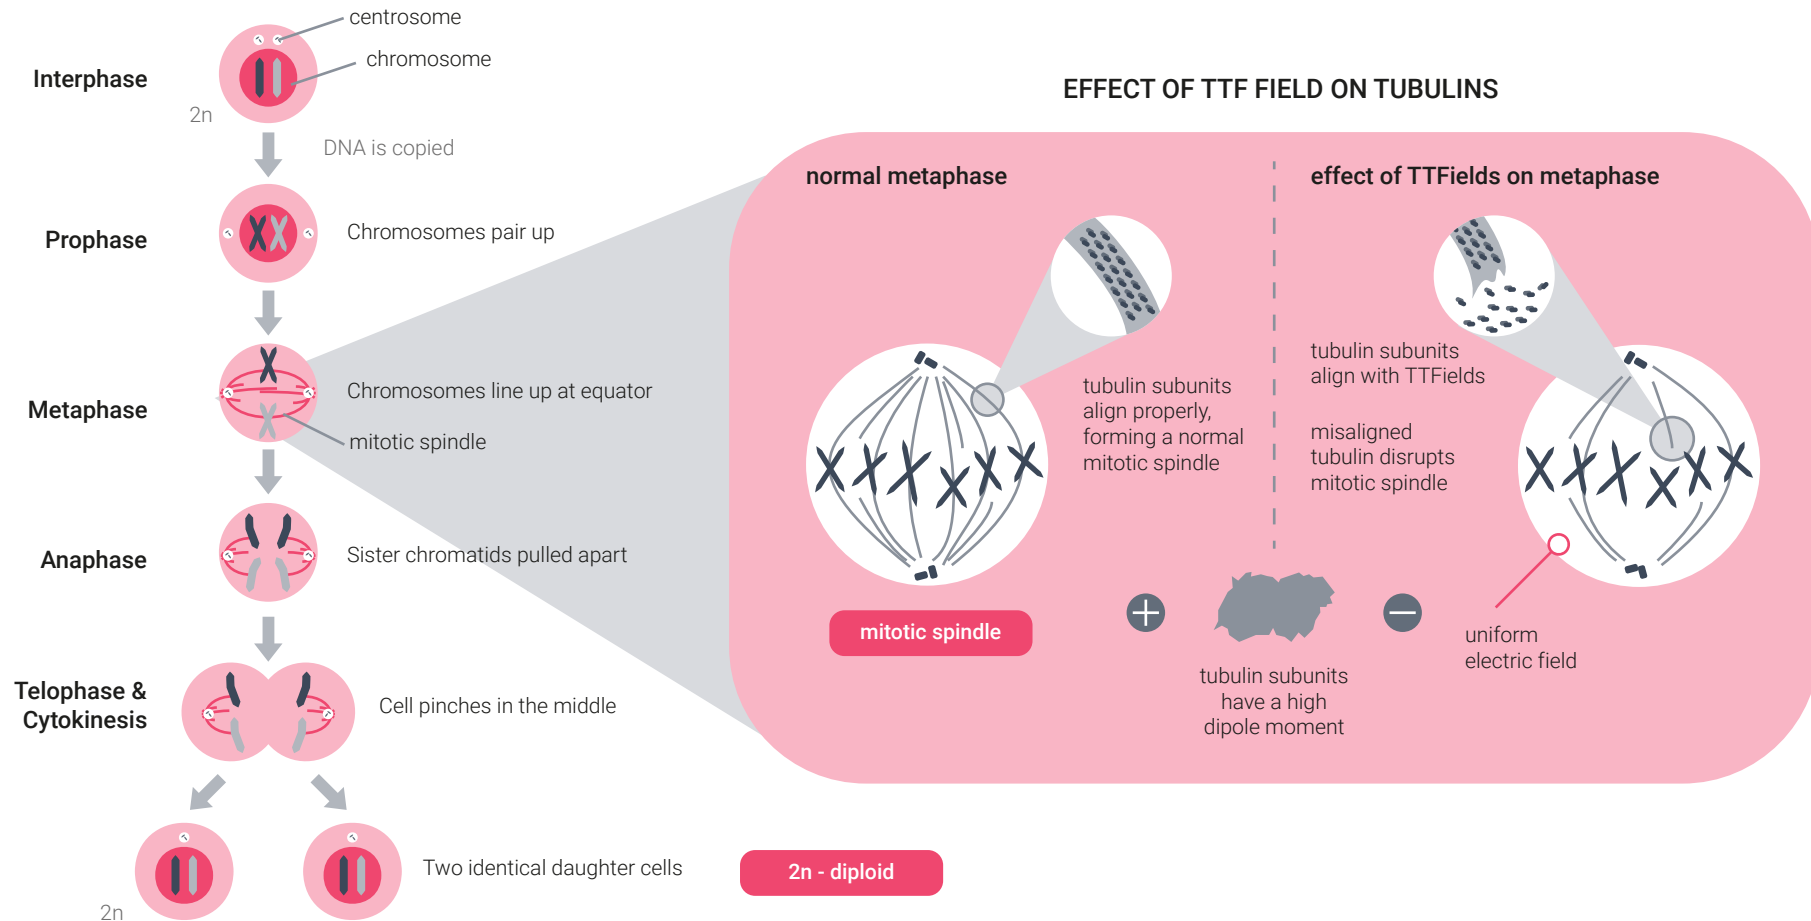 centrosome
chromosome
Interphase
2n
DNA is copied
Prophase
Chromosomes pair up
Metaphase
Chromosomes line up at equator
mitotic spindle
Anaphase
Sister chromatids pulled apart
Telophase &
Cytokinesis
Cell pinches in the middle
Two identical daughter cells
2n
2n - diploid
EFFECT OF TTF FIELD ON TUBULINS
normal metaphase
tubulin subunits
align properly,
forming a normal
mitotic spindle
mitotic spindle
effect of TTFields on metaphase
tubulin subunits
align with TTFields
misaligned
tubulin disrupts
mitotic spindle
uniform
electric field
+
−
tubulin subunits
have a high
dipole moment